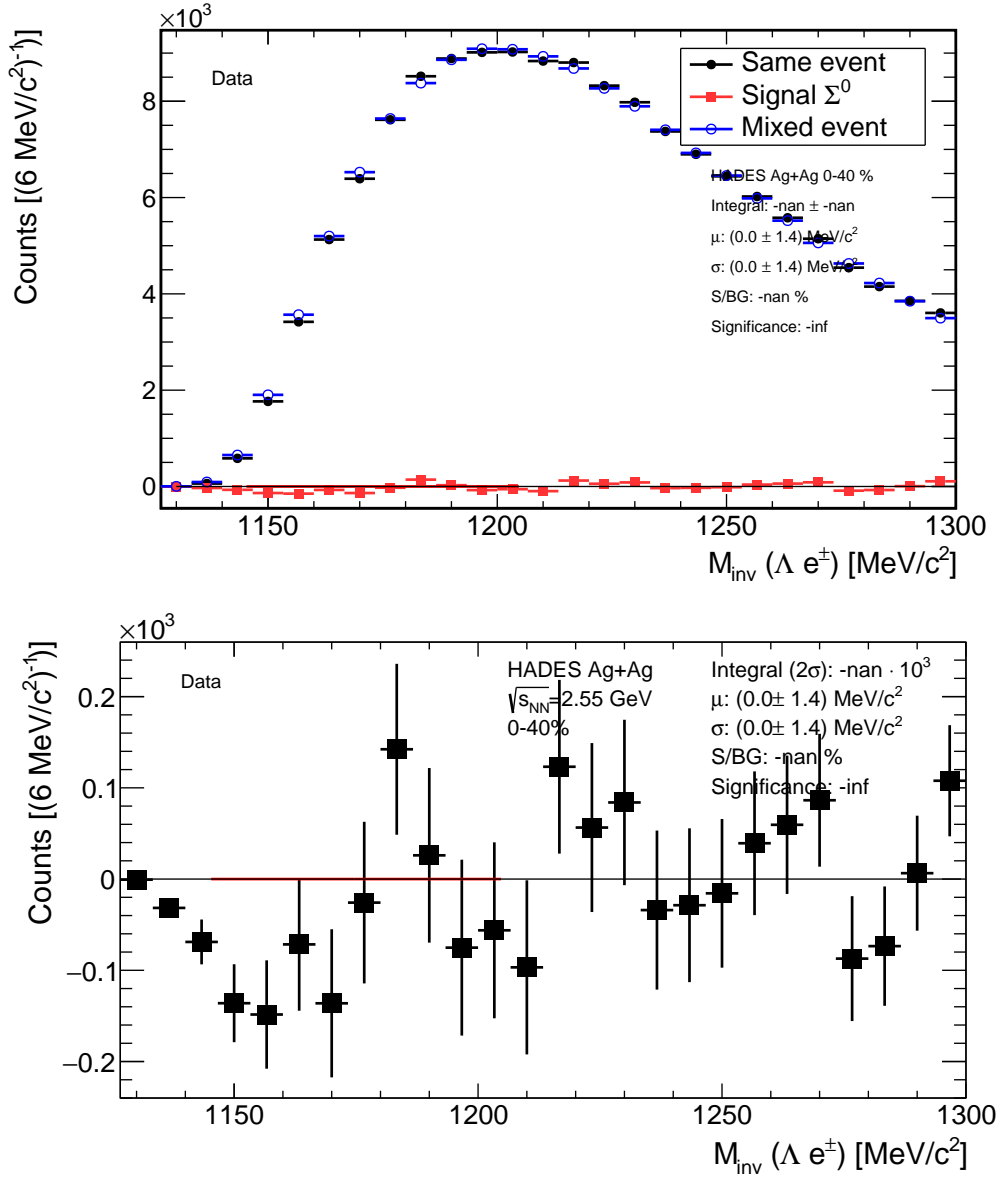 ×10³
Counts [(6 MeV/c²)⁻¹)]
8
6
4
2
0
Data
Same event
Signal Σ⁰
Mixed event
HADES Ag+Ag 0-40 %
Integral: -nan ± -nan
μ: (0.0 ± 1.4) MeV/c²
σ: (0.0 ± 1.4) MeV/c²
S/BG: -nan %
Significance: -inf
1150 1200 1250 1300
M_inv (Λ e±) [MeV/c²]
×10³
Counts [(6 MeV/c²)⁻¹)]
0.2
0.1
0
−0.1
−0.2
Data
HADES Ag+Ag
√s_NN=2.55 GeV
0-40%
Integral (2σ): -nan · 10³
μ: (0.0± 1.4) MeV/c²
σ: (0.0± 1.4) MeV/c²
S/BG: -nan %
Significance: -inf
1150 1200 1250 1300
M_inv (Λ e±) [MeV/c²]